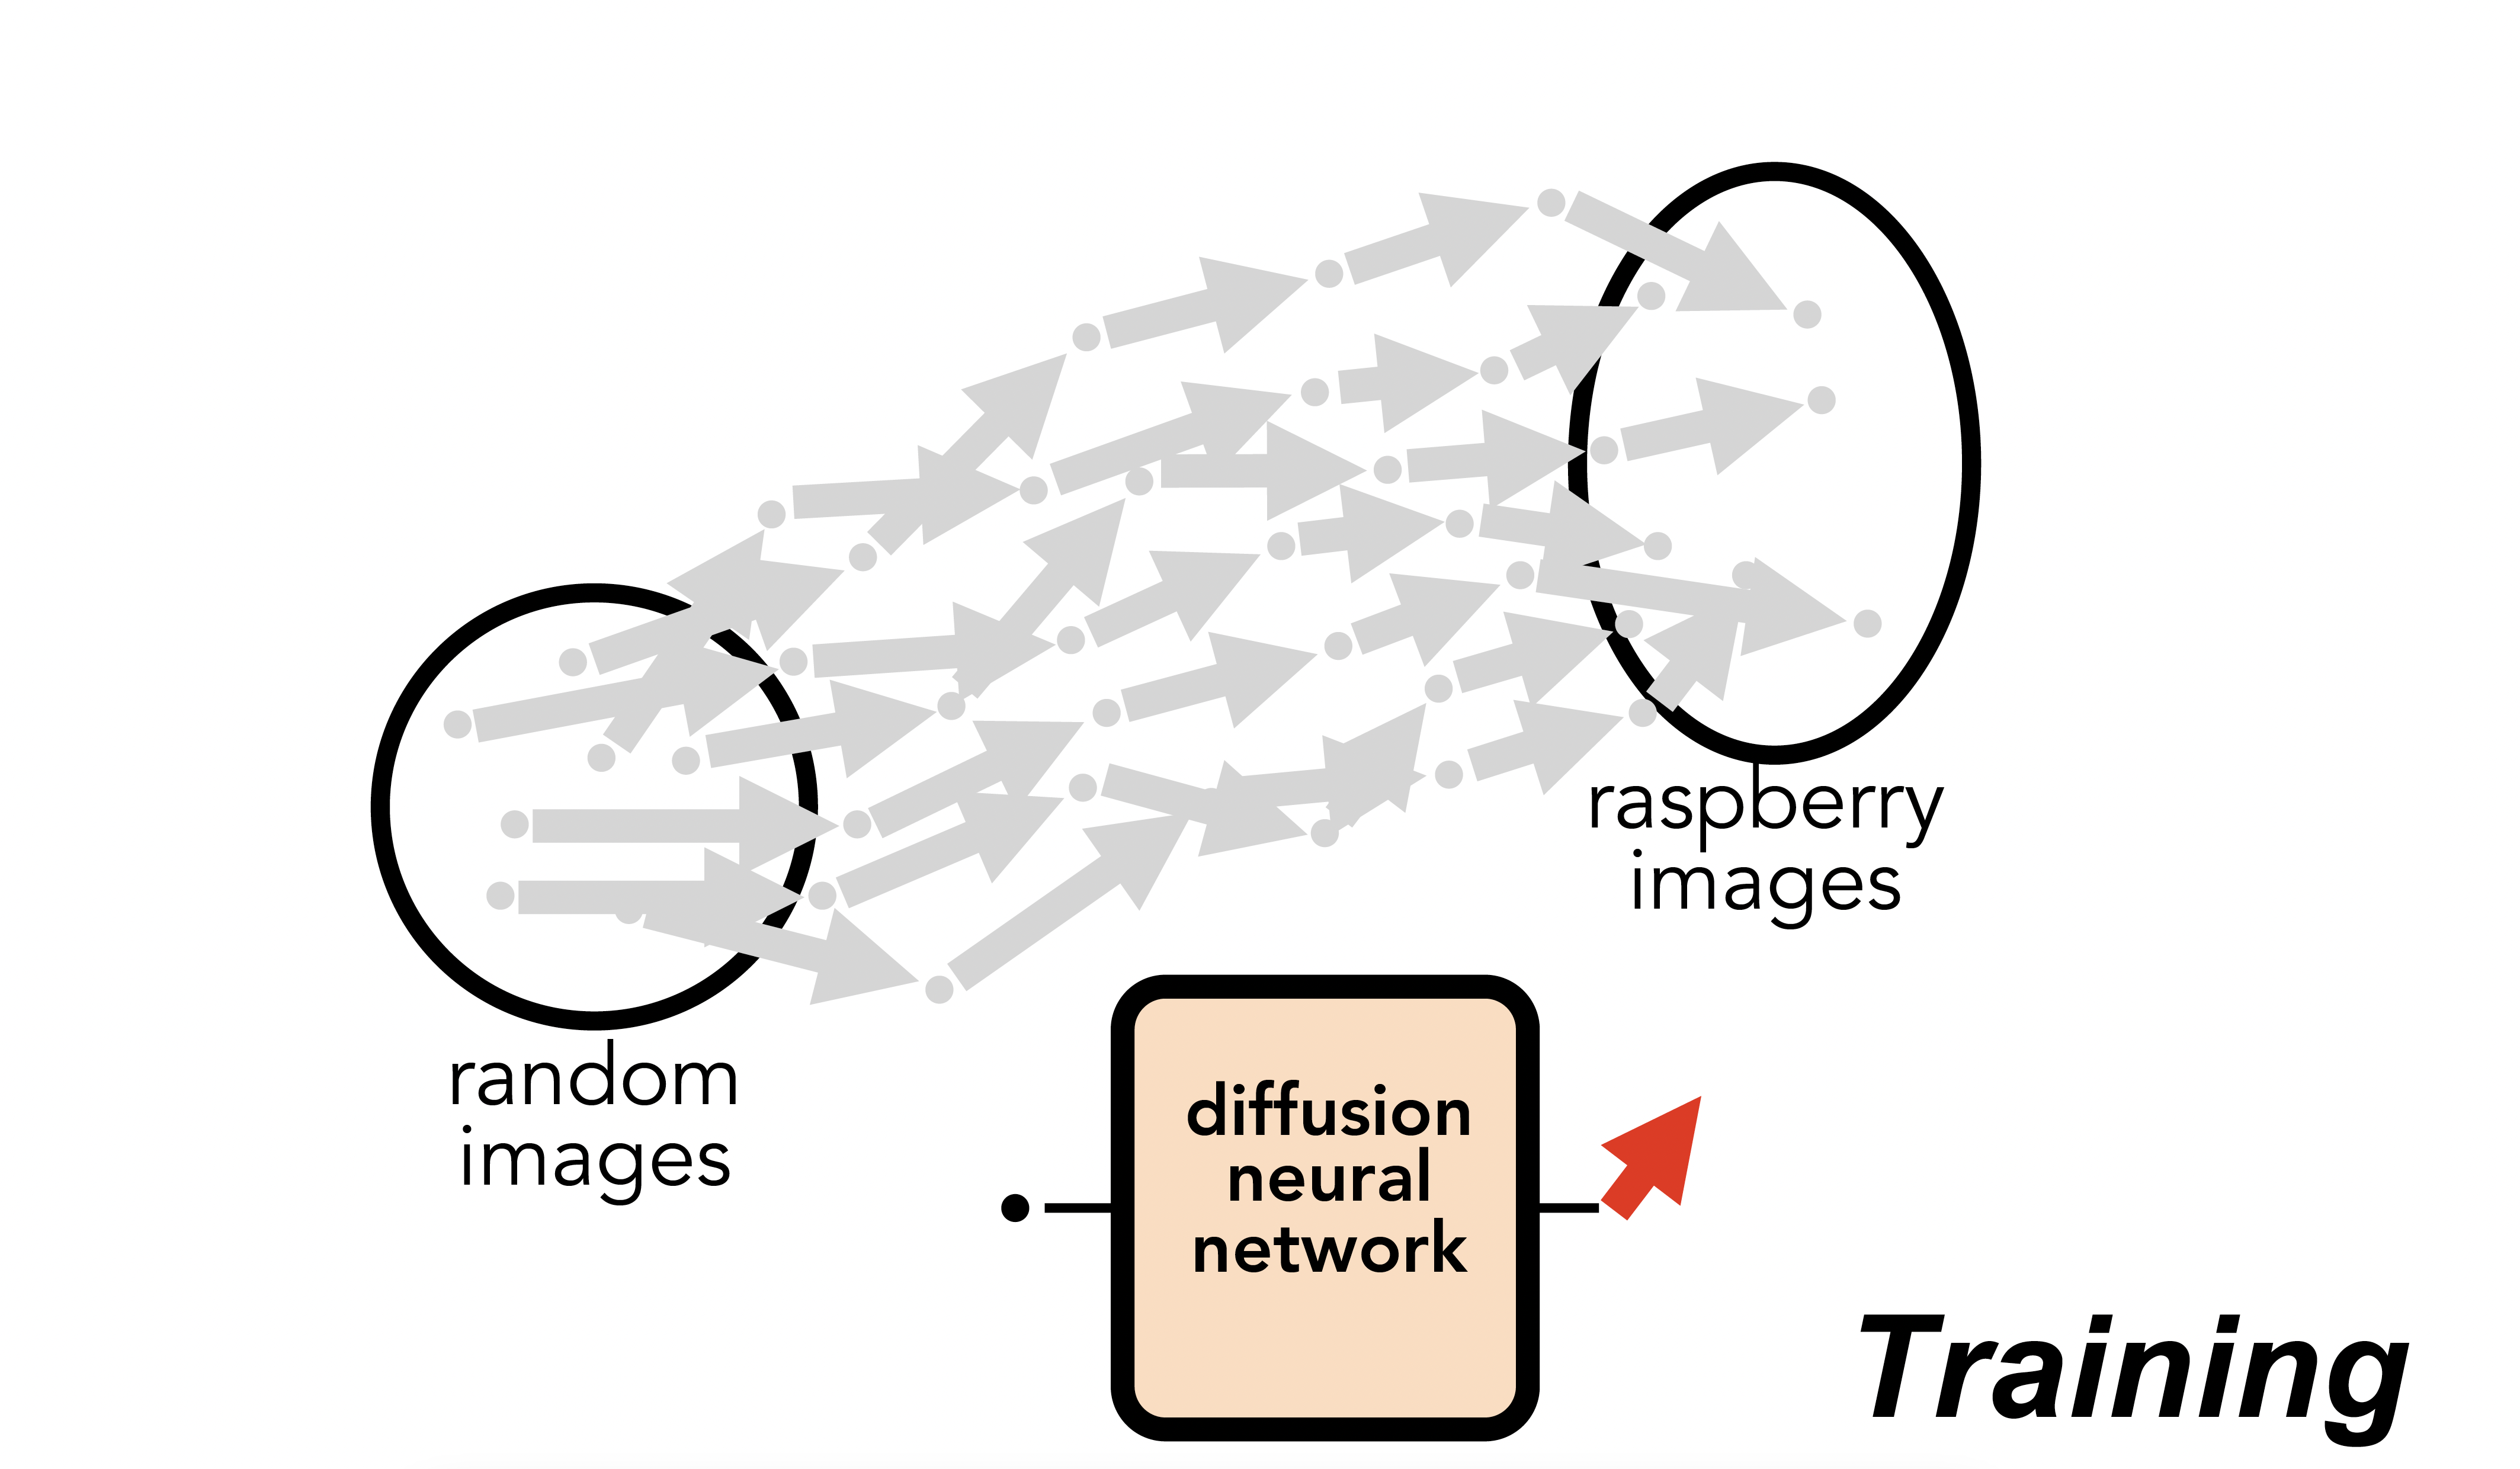 raspberry
images
random
images
diffusion
neural
network
Training